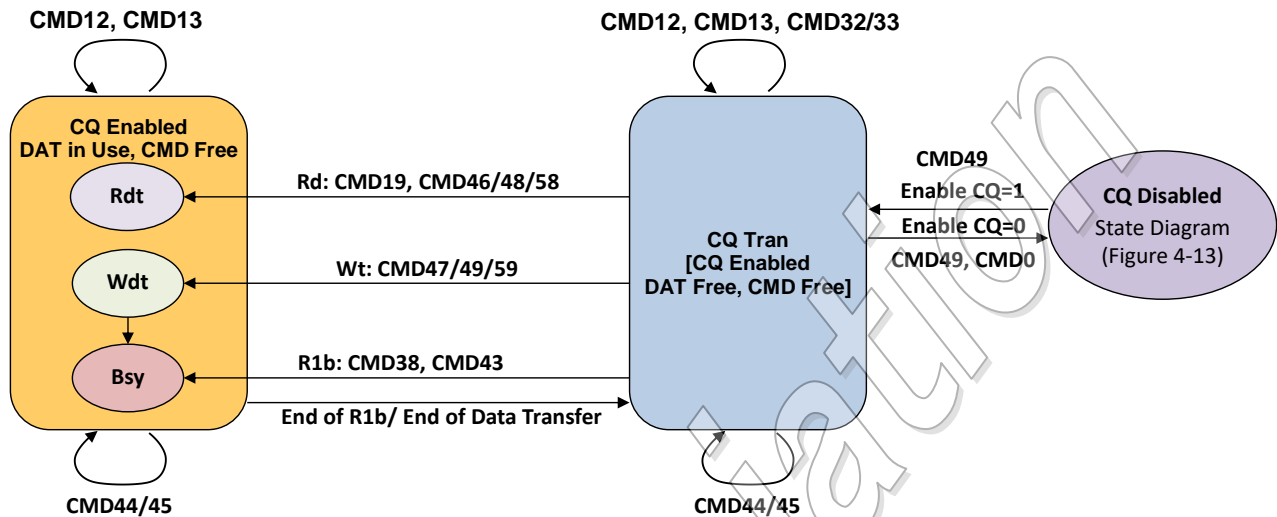 CMD12, CMD13
CMD12, CMD13, CMD32/33
CQ Enabled
DAT in Use, CMD Free
Rdt
Wdt
Bsy
Rd: CMD19, CMD46/48/58
Wt: CMD47/49/59
R1b: CMD38, CMD43
End of R1b/ End of Data Transfer
CQ Tran
[CQ Enabled
DAT Free, CMD Free]
CMD49
Enable CQ=1
Enable CQ=0
CMD49, CMD0
CQ Disabled
State Diagram
(Figure 4-13)
CMD44/45
CMD44/45